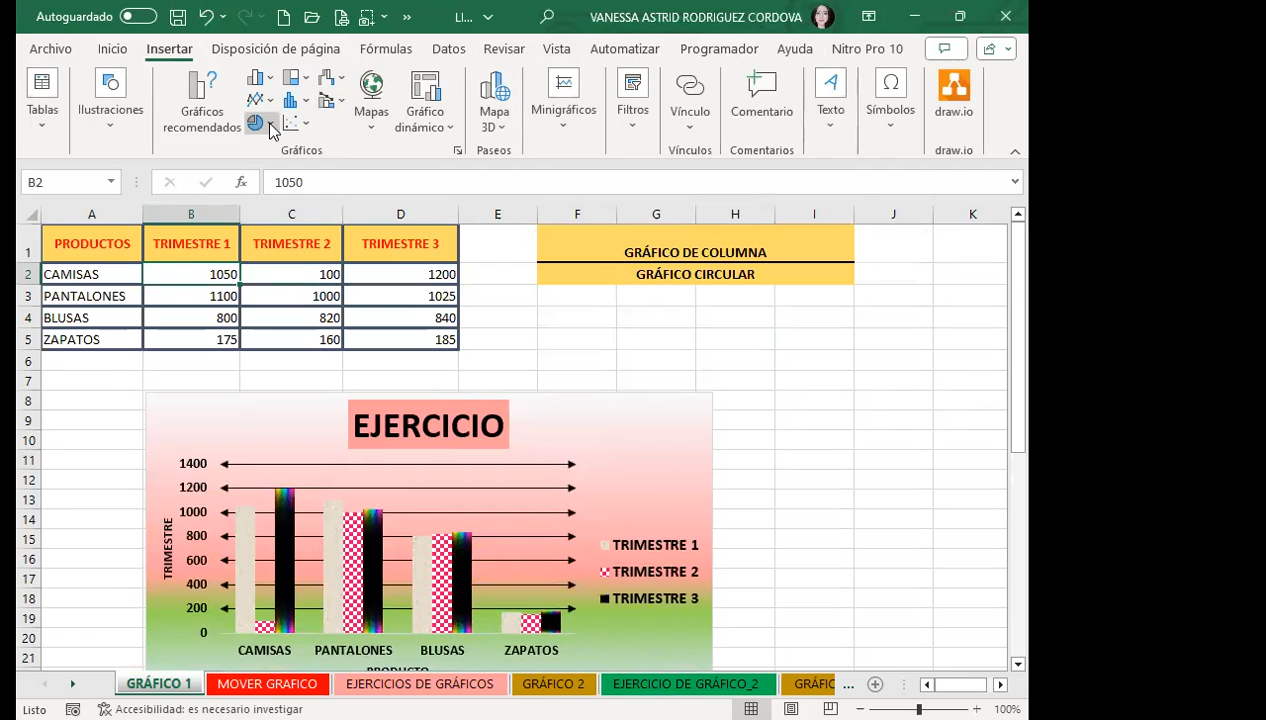 Autoguardado
LI...
VANESSA ASTRID RODRIGUEZ CORDOVA
Archivo Inicio Insertar Disposición de página Fórmulas Datos Revisar Vista Automatizar Programador Ayuda Nitro Pro 10
Tablas
Ilustraciones
Gráficos
recomendados
Mapas
Gráfico
dinámico
Mapa
3D
Minigráficos
Filtros
Vínculo
Comentario
Texto
Símbolos
draw.io
Gráficos Paseos Vínculos Comentarios draw.io
B2 fx 1050
A B C D E F G H I J K
1 PRODUCTOS TRIMESTRE 1 TRIMESTRE 2 TRIMESTRE 3 GRÁFICO DE COLUMNA
2 CAMISAS 1050 100 1200 GRÁFICO CIRCULAR
3 PANTALONES 1100 1000 1025
4 BLUSAS 800 820 840
5 ZAPATOS 175 160 185
6
7
8
9
10
11
12
13
14
15
16
17
18
19
20
21
EJERCICIO
1400
1200
1000
800
600
400
200
0
TRIMESTRE
TRIMESTRE 1
TRIMESTRE 2
TRIMESTRE 3
CAMISAS PANTALONES BLUSAS ZAPATOS
PRODUCTO
GRÁFICO 1 MOVER GRAFICO EJERCICIOS DE GRÁFICOS GRÁFICO 2 EJERCICIO DE GRÁFICO_2 GRÁFIC ...
Listo Accesibilidad: es necesario investigar 100%